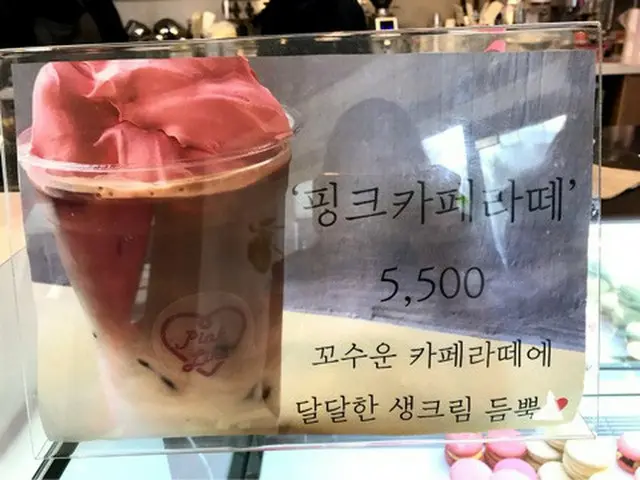 '핑크카페라떼'
5,500
꼬수운 카페라떼에
달달한 생크림 듬뿍
Pink